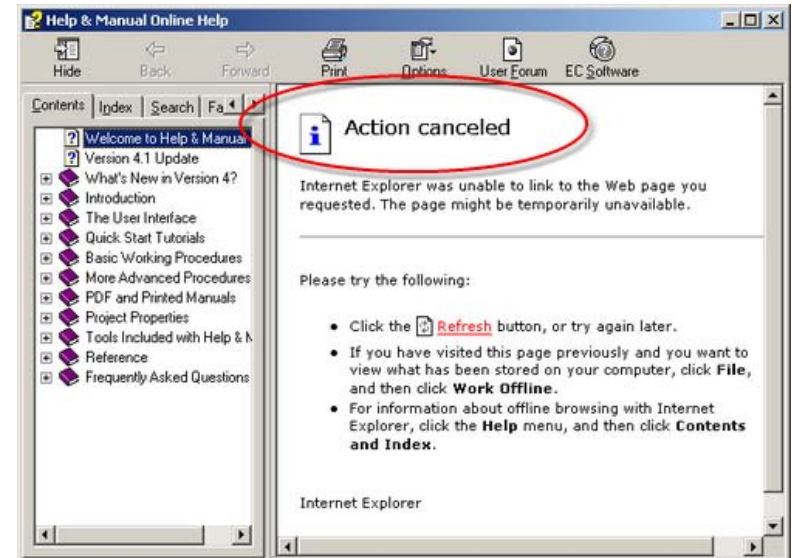 Help & Manual Online Help
Hide Back Forward Print Options User Forum EC Software
Contents Index Search Fa
Welcome to Help & Manual
Version 4.1 Update
What's New in Version 4?
Introduction
The User Interface
Quick Start Tutorials
Basic Working Procedures
More Advanced Procedures
PDF and Printed Manuals
Project Properties
Tools Included with Help & M
Reference
Frequently Asked Questions
Action canceled
Internet Explorer was unable to link to the Web page you
requested. The page might be temporarily unavailable.
Please try the following:
• Click the Refresh button, or try again later.
• If you have visited this page previously and you want to
view what has been stored on your computer, click File,
and then click Work Offline.
• For information about offline browsing with Internet
Explorer, click the Help menu, and then click Contents
and Index.
Internet Explorer